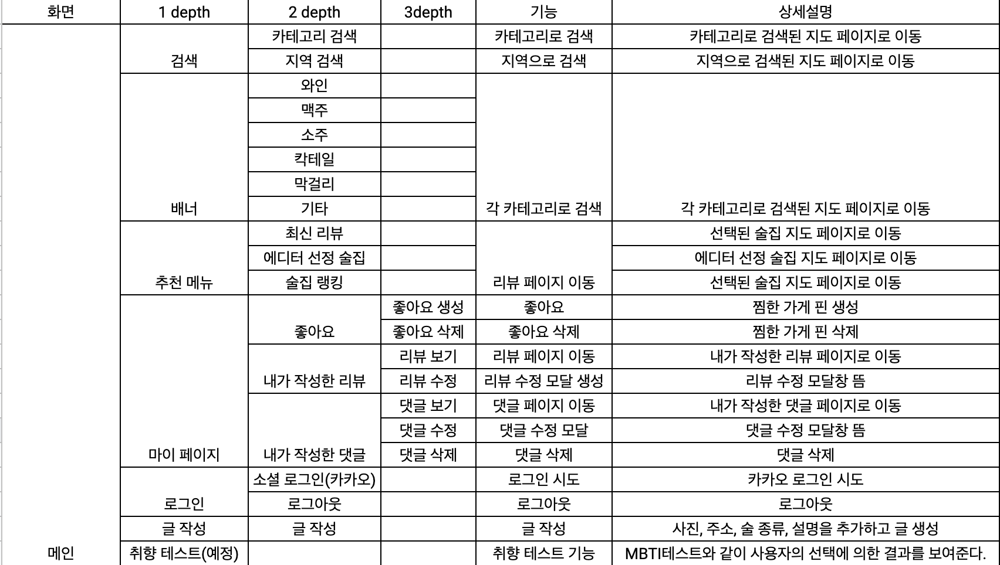 화면 1 depth 2 depth 3depth 기능 상세설명
카테고리 검색 카테고리로 검색 카테고리로 검색된 지도 페이지로 이동
검색 지역 검색 지역으로 검색 지역으로 검색된 지도 페이지로 이동
와인
맥주
소주
칵테일
막걸리
배너 기타 각 카테고리로 검색 각 카테고리로 검색된 지도 페이지로 이동
최신 리뷰 선택된 술집 지도 페이지로 이동
에디터 선정 술집 에디터 선정 술집 지도 페이지로 이동
추천 메뉴 술집 랭킹 리뷰 페이지 이동 선택된 술집 지도 페이지로 이동
좋아요 생성 좋아요 찜한 가게 핀 생성
좋아요 좋아요 삭제 좋아요 삭제 찜한 가게 핀 삭제
리뷰 보기 리뷰 페이지 이동 내가 작성한 리뷰 페이지로 이동
내가 작성한 리뷰 리뷰 수정 리뷰 수정 모달 생성 리뷰 수정 모달창 뜸
댓글 보기 댓글 페이지 이동 내가 작성한 댓글 페이지로 이동
댓글 수정 댓글 수정 모달 댓글 수정 모달창 뜸
마이 페이지 내가 작성한 댓글 댓글 삭제 댓글 삭제 댓글 삭제
소셜 로그인(카카오) 로그인 시도 카카오 로그인 시도
로그인 로그아웃 로그아웃 로그아웃
글 작성 글 작성 글 작성 사진, 주소, 술 종류, 설명을 추가하고 글 생성
메인 취향 테스트(예정) 취향 테스트 기능 MBTI테스트와 같이 사용자의 선택에 의한 결과를 보여준다.